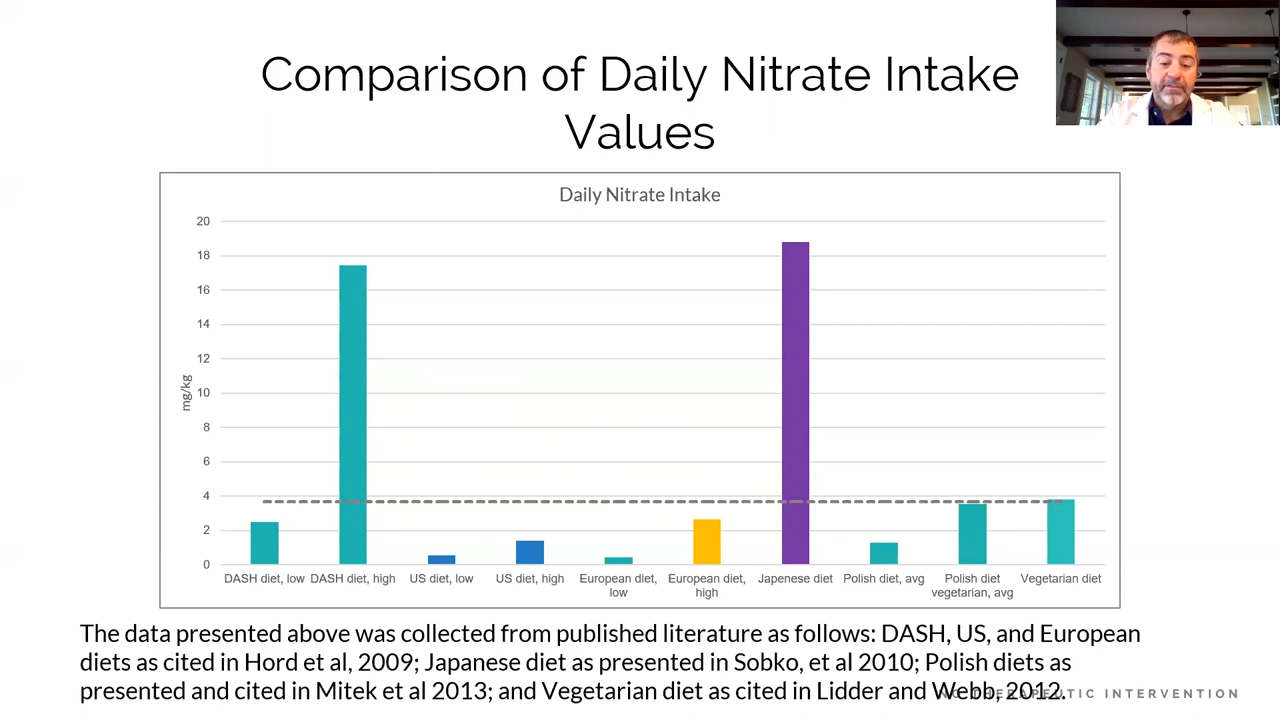 Comparison of Daily Nitrate Intake
Values
Daily Nitrate Intake
mg/kg
20
18
16
14
12
10
8
6
4
2
0
DASH diet, low DASH diet, high US diet, low US diet, high European diet, low European diet, high Japenese diet Polish diet, avg Polish diet vegetarian, avg Vegetarian diet
The data presented above was collected from published literature as follows: DASH, US, and European
diets as cited in Hord et al, 2009; Japanese diet as presented in Sobko, et al 2010; Polish diets as
presented and cited in Mitek et al 2013; and Vegetarian diet as cited in Lidder and Webb, 2012.
THERAPEUTIC INTERVENTION